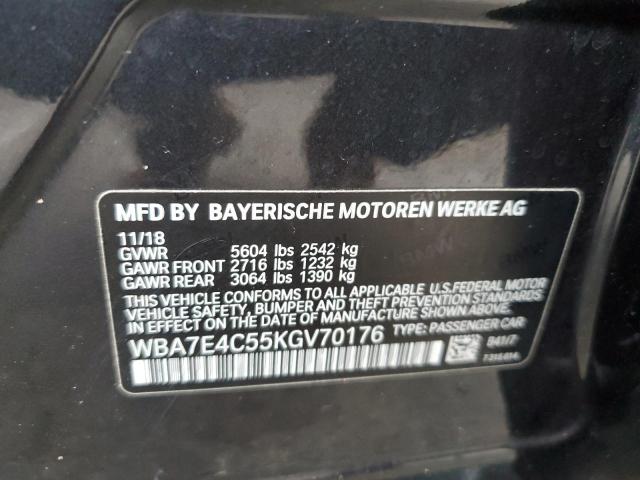 MFD BY BAYERISCHE MOTOREN WERKE AG
11/18
GVWR 5604 lbs 2542 kg
GAWR FRONT 2716 lbs 1232 kg
GAWR REAR 3064 lbs 1390 kg
THIS VEHICLE CONFORMS TO ALL APPLICABLE U.S.FEDERAL MOTOR
VEHICLE SAFETY, BUMPER AND THEFT PREVENTION STANDARDS
IN EFFECT ON THE DATE OF MANUFACTURE SHOWN ABOVE.
WBA7E4C55KGV70176 TYPE: PASSENGER CAR